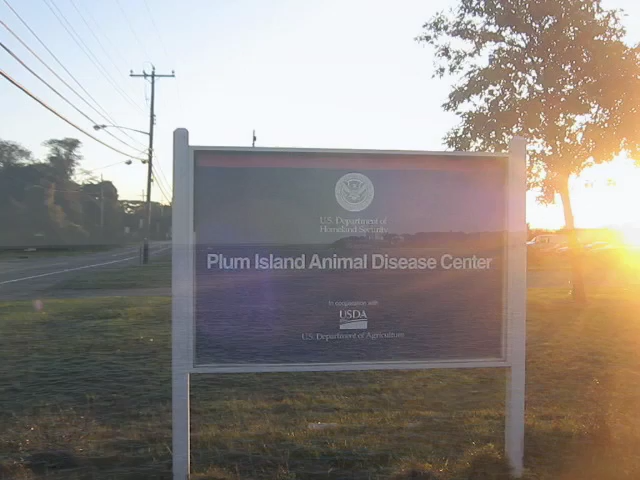 U.S. Department of
Homeland Security
Plum Island Animal Disease Center
In cooperation with
USDA
U.S. Department of Agriculture